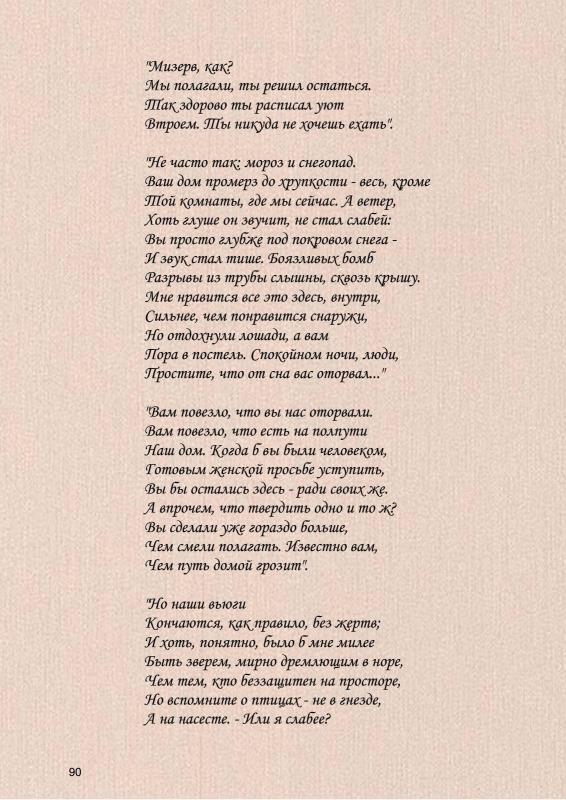 "Мизерв, как?
Мы полагали, ты решил остаться.
Так здорово ты расписал уют
Втроем. Ты никуда не хочешь ехать".
"Не часто так: мороз и снегопад.
Ваш дом промерз до хрупкости - весь, кроме
Той комнаты, где мы сейчас. А ветер,
Хоть глуше он звучит, не стал слабей:
Вы просто глубже под покровом снега -
И звук стал тише. Боязливых бомб
Разрывы из трубы слышны, сквозь крышу.
Мне нравится все это здесь, внутри,
Сильнее, чем понравится снаружи,
Но отдохнули лошади, а вам
Пора в постель. Спокойном ночи, люди,
Простите, что от сна вас оторвал..."
"Вам повезло, что вы нас оторвали.
Вам повезло, что есть на полпути
Наш дом. Когда б вы были человеком,
Готовым женской просьбе уступить,
Вы бы остались здесь - ради своих же.
А впрочем, что твердить одно и то ж?
Вы сделали уже гораздо больше,
Чем смели полагать. Известно вам,
Чем путь домой грозит".
"Но наши вьюги
Кончаются, как правило, без жертв;
И хоть, понятно, было б мне милее
Быть зверем, мирно дремлющим в норе,
Чем тем, кто беззащитен на просторе,
Но вспомните о птицах - не в гнезде,
А на насесте. - Или я слабее?
90